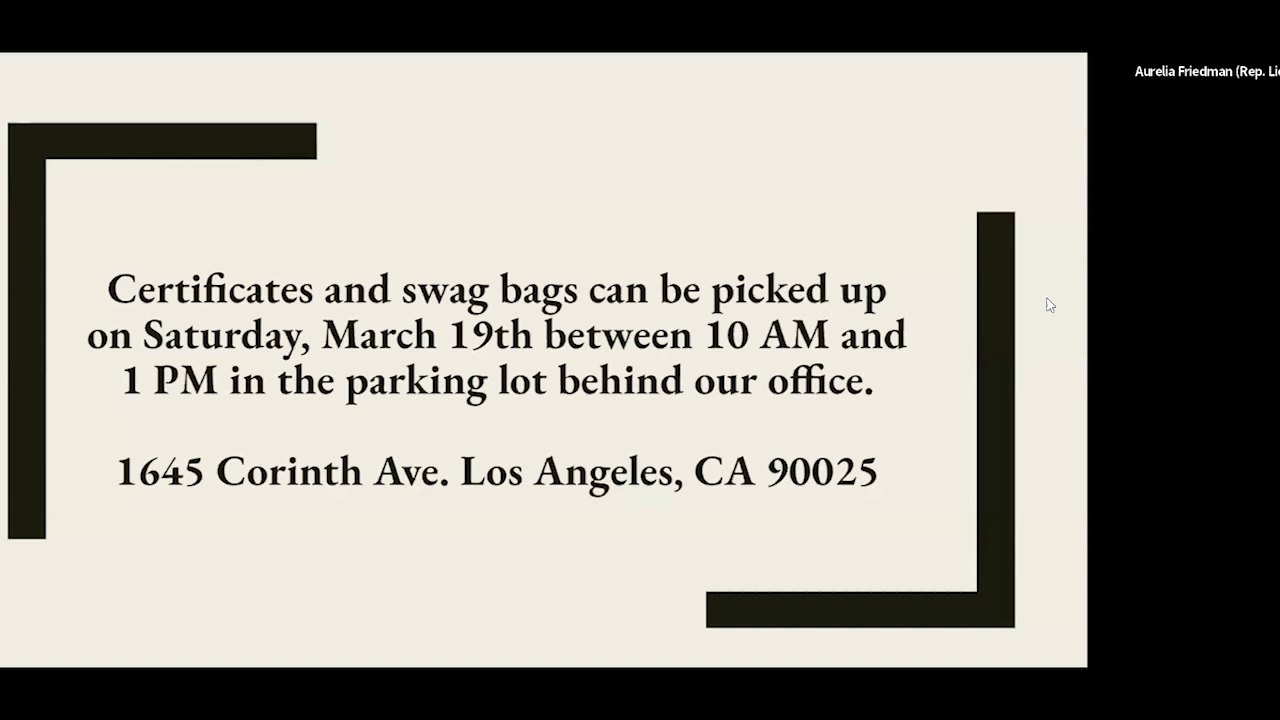 Aurelia Friedman (Rep.
Certificates and swag bags can be picked up
on Saturday, March 19th between 10 AM and
1 PM in the parking lot behind our office.
1645 Corinth Ave. Los Angeles, CA 90025